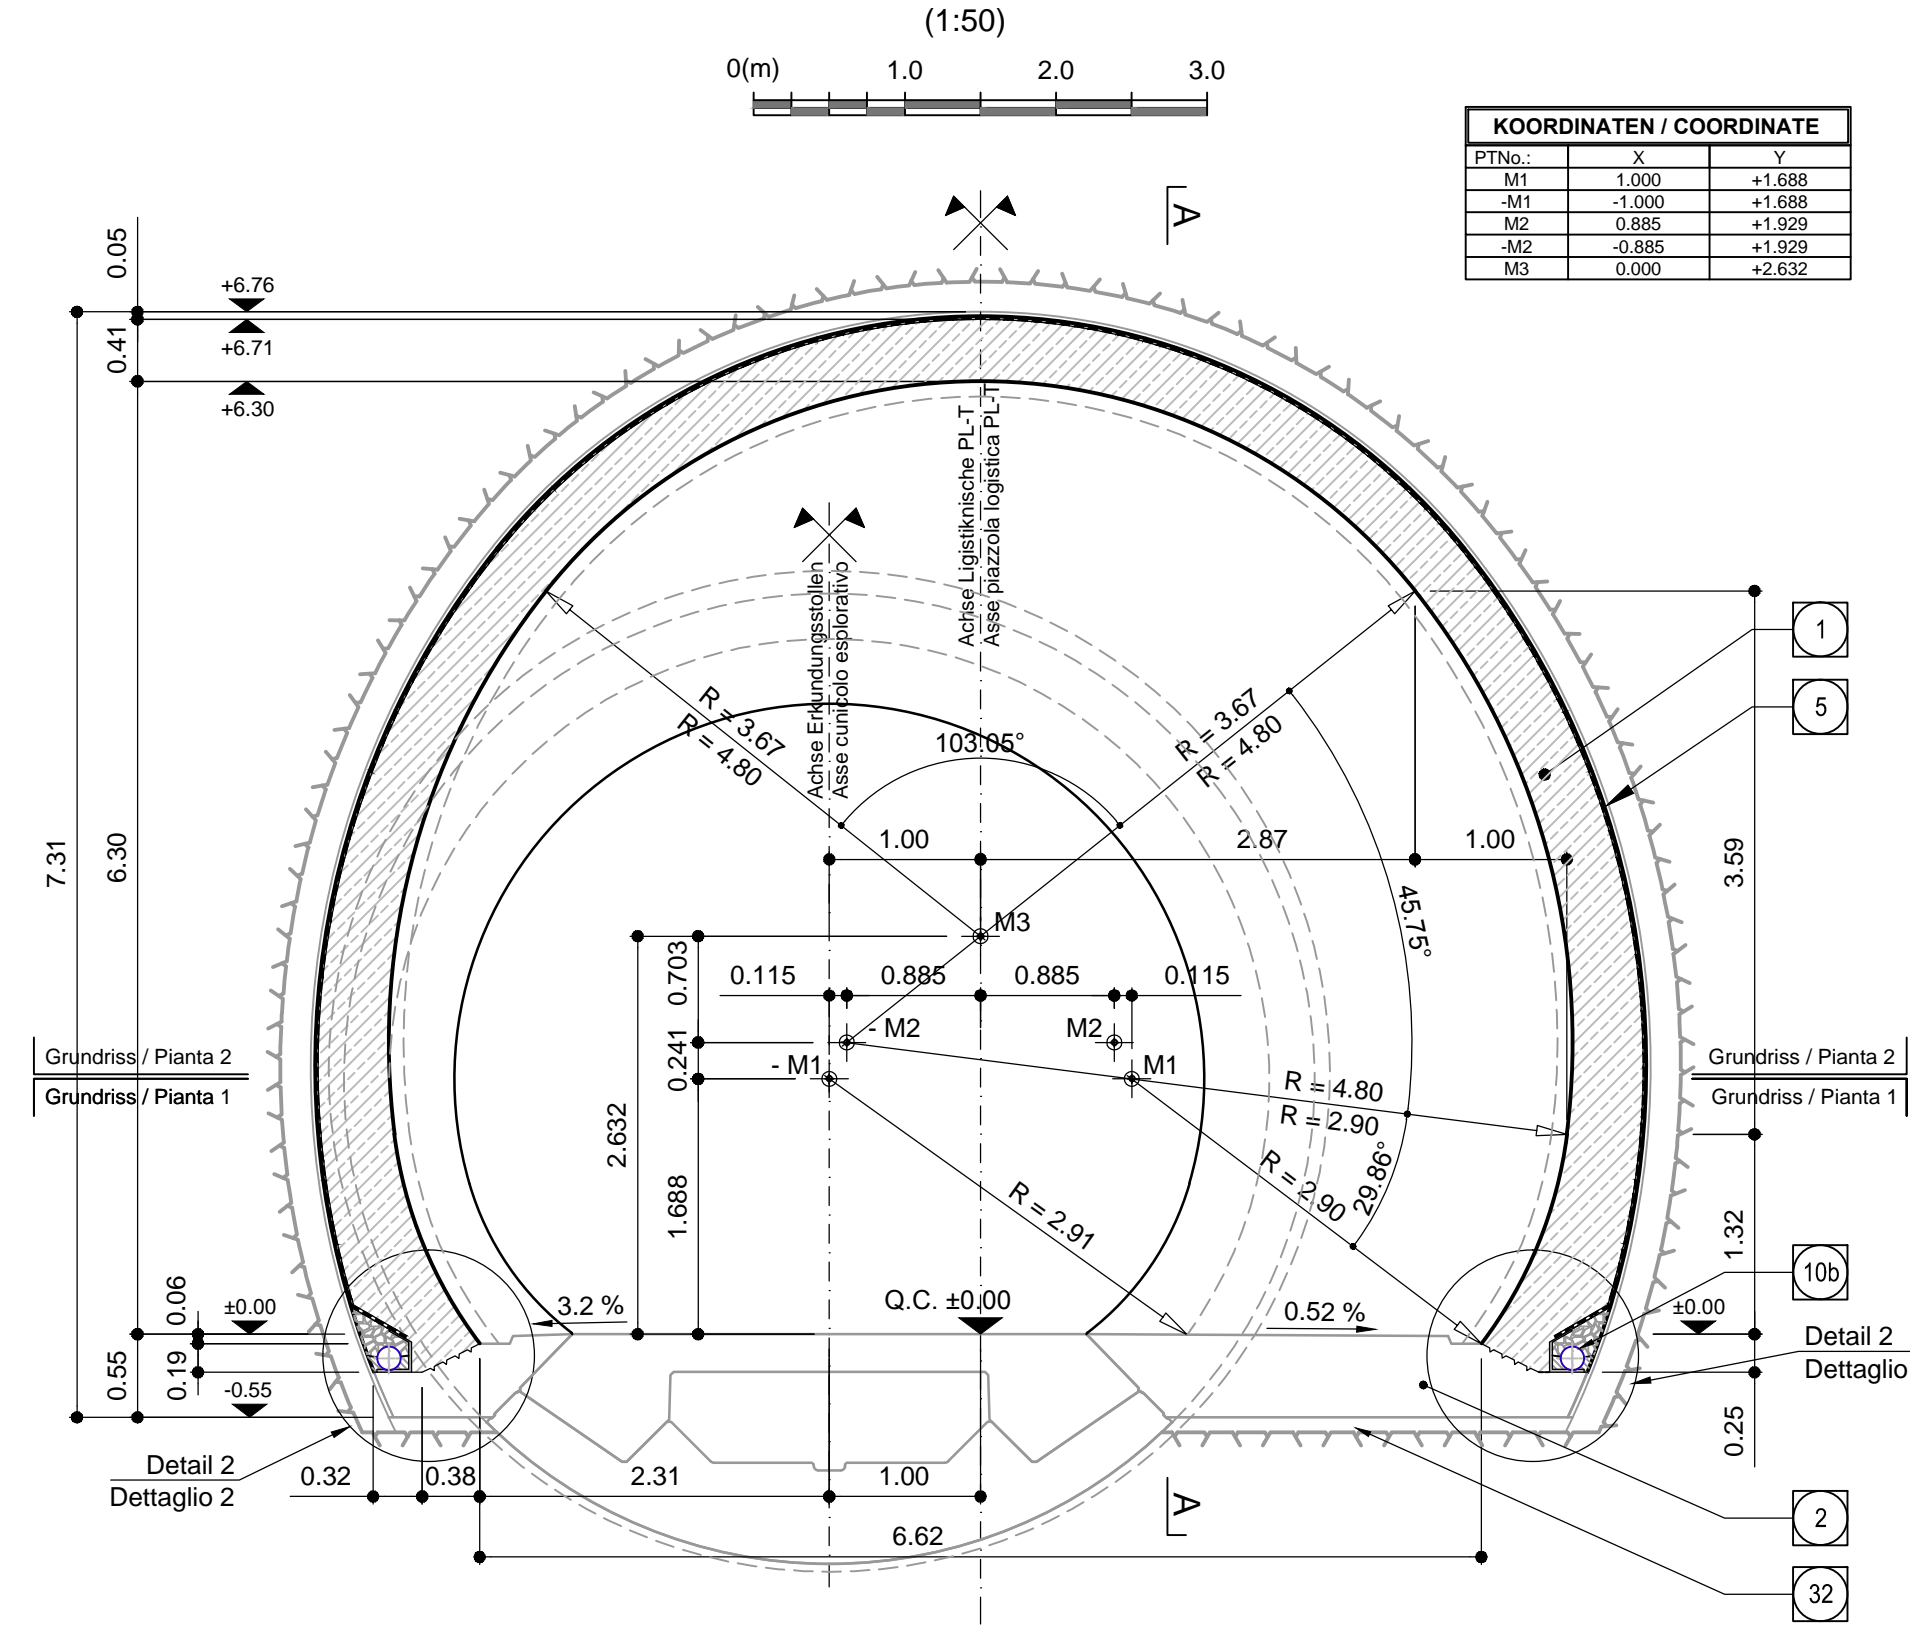 (1:50)
0(m) 1.0 2.0 3.0
KOORDINATEN / COORDINATE
PTNo.: X Y
M1 1.000 +1.688
-M1 -1.000 +1.688
M2 0.885 +1.929
-M2 -0.885 +1.929
M3 0.000 +2.632
A
0.05
+6.76
0.41
+6.71
+6.30
Achse Ligistiknische PL-T
Asse piazzola logistica PL-T
Achse Erkundungsstollen
Asse cunicolo esplorativo
1
5
R = 3.67
R = 4.80
R = 3.67
R = 4.80
103.05°
1.00 2.87 1.00
7.31
6.30
3.59
45.75°
M3
0.703
0.115 0.885 0.885 0.115
- M2 M2
0.241
- M1 M1
Grundriss / Pianta 2
Grundriss / Pianta 1
Grundriss / Pianta 2
Grundriss / Pianta 1
R = 4.80
R = 2.90
2.632
1.688
R = 2.90
29.86°
R = 2.91
1.32
10b
0.06
±0.00
3.2 %
Q.C. ±0.00
0.52 %
±0.00
Detail 2
Dettaglio
0.55
0.19
-0.55
0.25
Detail 2
Dettaglio 2
0.32 0.38 2.31 1.00
A
2
6.62
32